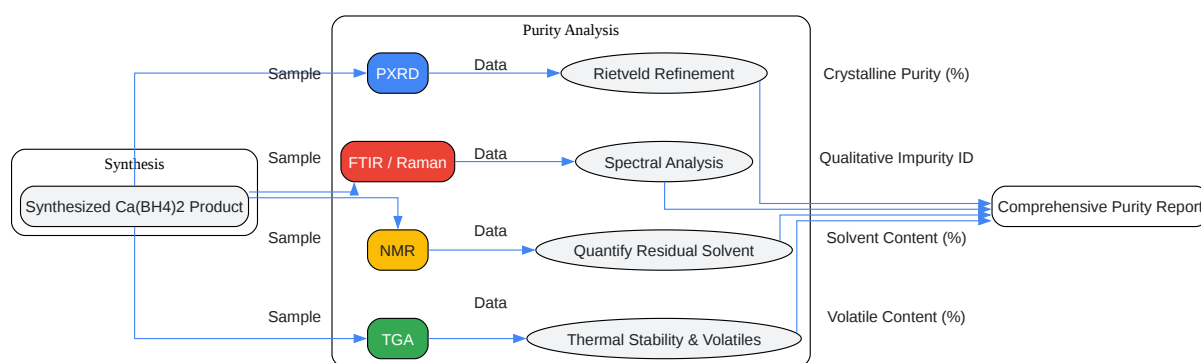 Purity Analysis
Sample
PXRD
Data
Rietveld Refinement
Crystalline Purity (%)
Synthesis
Synthesized Ca(BH4)2 Product
Sample
FTIR / Raman
Data
Spectral Analysis
Qualitative Impurity ID
Comprehensive Purity Report
Sample
NMR
Data
Quantify Residual Solvent
Solvent Content (%)
Sample
TGA
Data
Thermal Stability & Volatiles
Volatile Content (%)